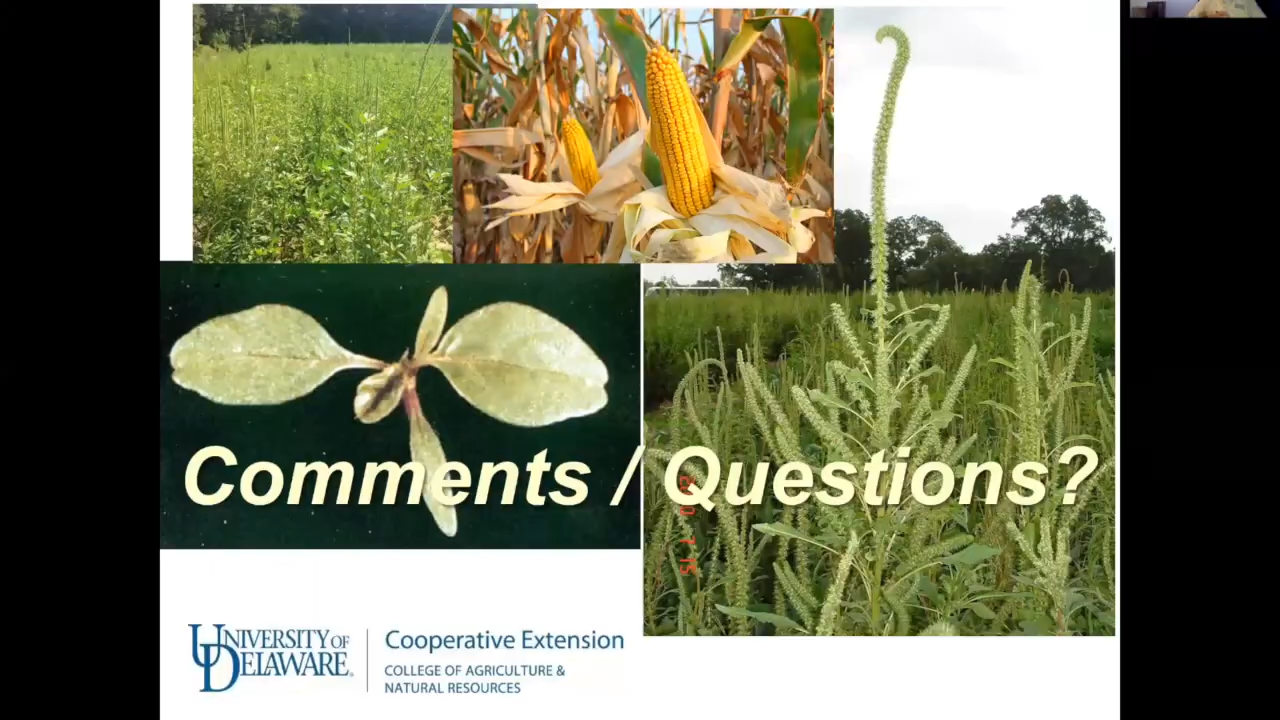 Comments / Questions?
UNIVERSITY OF
DELAWARE
Cooperative Extension
COLLEGE OF AGRICULTURE &
NATURAL RESOURCES